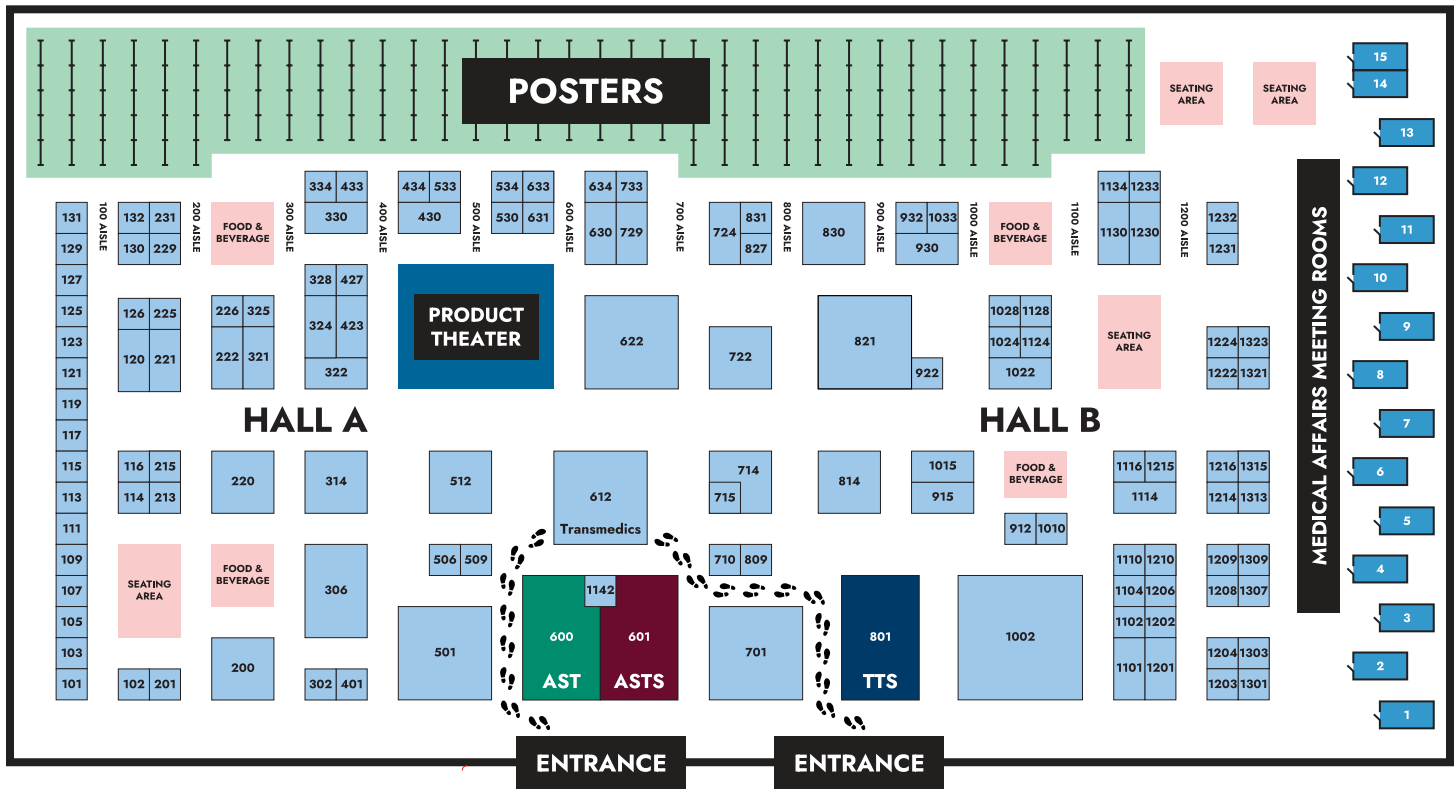 POSTERS
SEATING
AREA
SEATING
AREA
15
14
13
12
11
10
9
8
7
6
5
4
3
2
1
MEDICAL AFFAIRS MEETING ROOMS
334 433
434 533
534 633
634 733
1134 1233
330
430
530 631
630 729
1130 1230
131
129
127
125
123
121
119
117
115
113
111
109
107
105
103
101
100 AISLE
200 AISLE
300 AISLE
400 AISLE
500 AISLE
600 AISLE
700 AISLE
800 AISLE
900 AISLE
1000 AISLE
1100 AISLE
1200 AISLE
132 231
130 229
FOOD &
BEVERAGE
724
831
827
830
932 1033
930
FOOD &
BEVERAGE
1232
1231
126 225
120 221
226 325
222 321
328 427
324 423
322
PRODUCT
THEATER
622
722
821
922
1028 1128
1024 1124
1022
SEATING
AREA
1224 1323
1222 1321
HALL A
HALL B
116 215
114 213
220
314
512
612
Transmedics
714
715
814
1015
915
FOOD &
BEVERAGE
912 1010
1116 1215
1114
1216 1315
1214 1313
SEATING
AREA
FOOD &
BEVERAGE
306
506 509
710 809
1142
600
AST
601
ASTS
501
701
801
TTS
1002
1110 1210
1104 1206
1102 1202
1101 1201
1209 1309
1208 1307
1204 1303
1203 1301
102 201
200
302 401
ENTRANCE
ENTRANCE